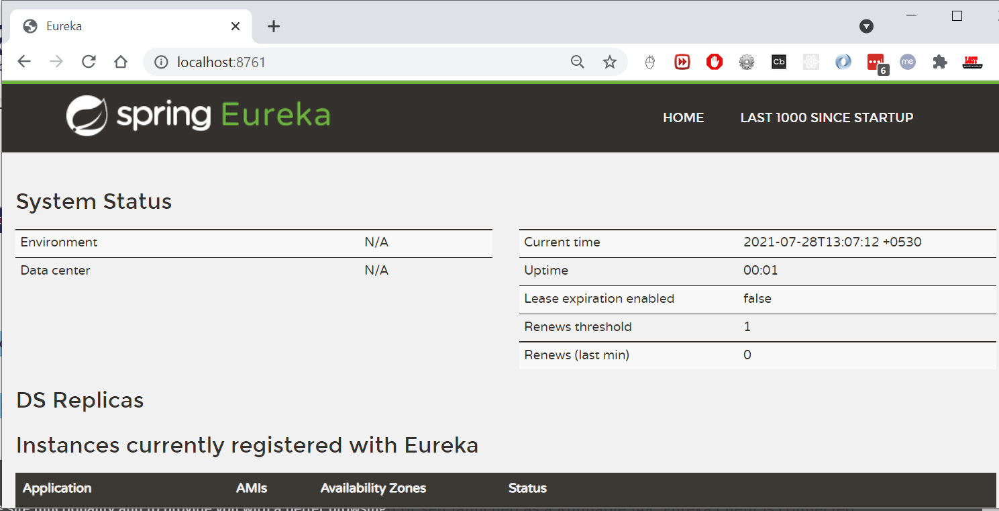 Eureka
localhost:8761
Cb
6
me
LOST
spring Eureka
HOME LAST 1000 SINCE STARTUP
System Status
Environment N/A
Data center N/A
Current time 2021-07-28T13:07:12 +0530
Uptime 00:01
Lease expiration enabled false
Renews threshold 1
Renews (last min) 0
DS Replicas
Instances currently registered with Eureka
Application AMIs Availability Zones Status